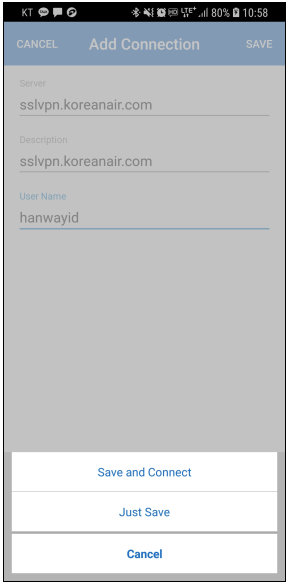 KT 80% 10:58
CANCEL Add Connection SAVE
Server
sslvpn.koreanair.com
Description
sslvpn.koreanair.com
User Name
hanwayid
Save and Connect
Just Save
Cancel